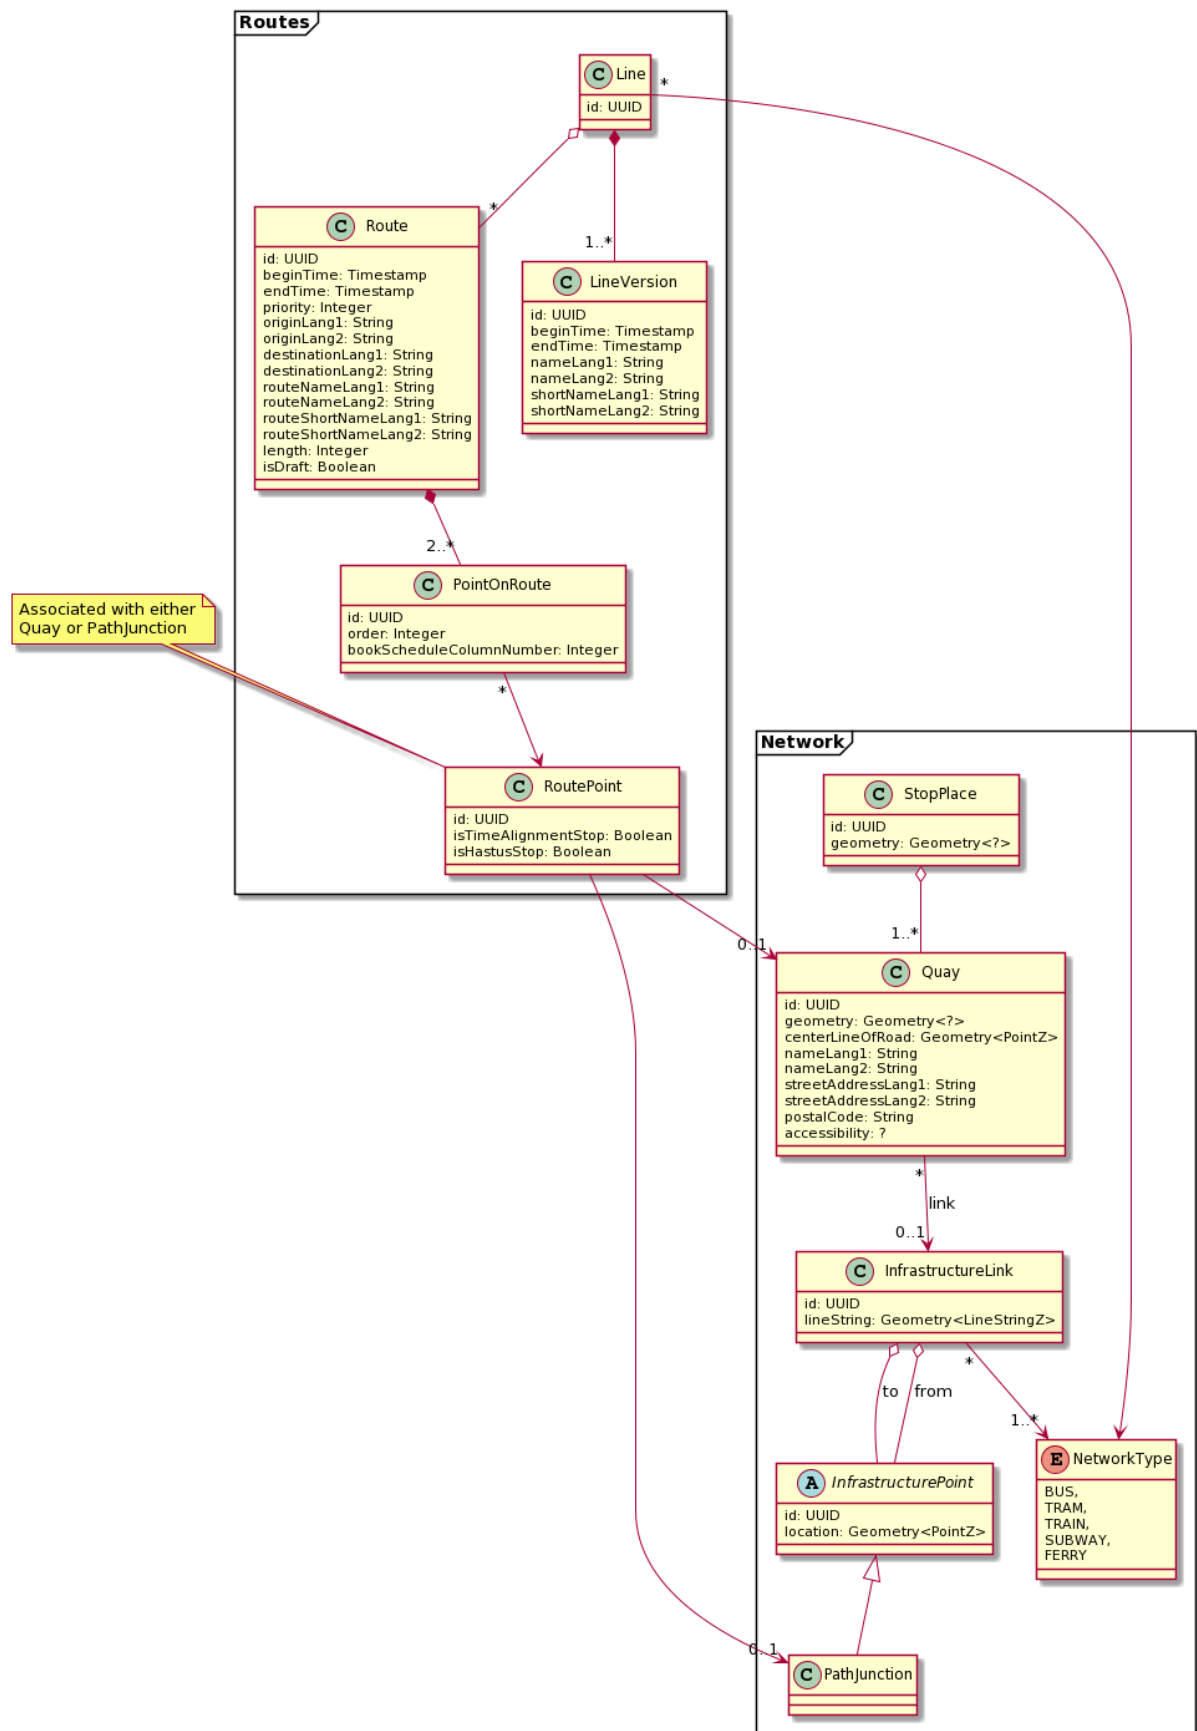 Routes
C Line
*
id: UUID
*
1..*
C Route
id: UUID
beginTime: Timestamp
endTime: Timestamp
priority: Integer
originLang1: String
originLang2: String
destinationLang1: String
destinationLang2: String
routeNameLang1: String
routeNameLang2: String
routeShortNameLang1: String
routeShortNameLang2: String
length: Integer
isDraft: Boolean
C LineVersion
id: UUID
beginTime: Timestamp
endTime: Timestamp
nameLang1: String
nameLang2: String
shortNameLang1: String
shortNameLang2: String
2..*
C PointOnRoute
id: UUID
order: Integer
bookScheduleColumnNumber: Integer
Associated with either
Quay or PathJunction
*
C RoutePoint
id: UUID
isTimeAlignmentStop: Boolean
isHastusStop: Boolean
Network
C StopPlace
id: UUID
geometry: Geometry<?>
1..*
0..1
C Quay
id: UUID
geometry: Geometry<?>
centerLineOfRoad: Geometry<PointZ>
nameLang1: String
nameLang2: String
streetAddressLang1: String
streetAddressLang2: String
postalCode: String
accessibility: ?
*
link
0..1
C InfrastructureLink
id: UUID
lineString: Geometry<LineStringZ>
*
to
from
1..*
A InfrastructurePoint
id: UUID
location: Geometry<PointZ>
E NetworkType
BUS,
TRAM,
TRAIN,
SUBWAY,
FERRY
0..1
C PathJunction